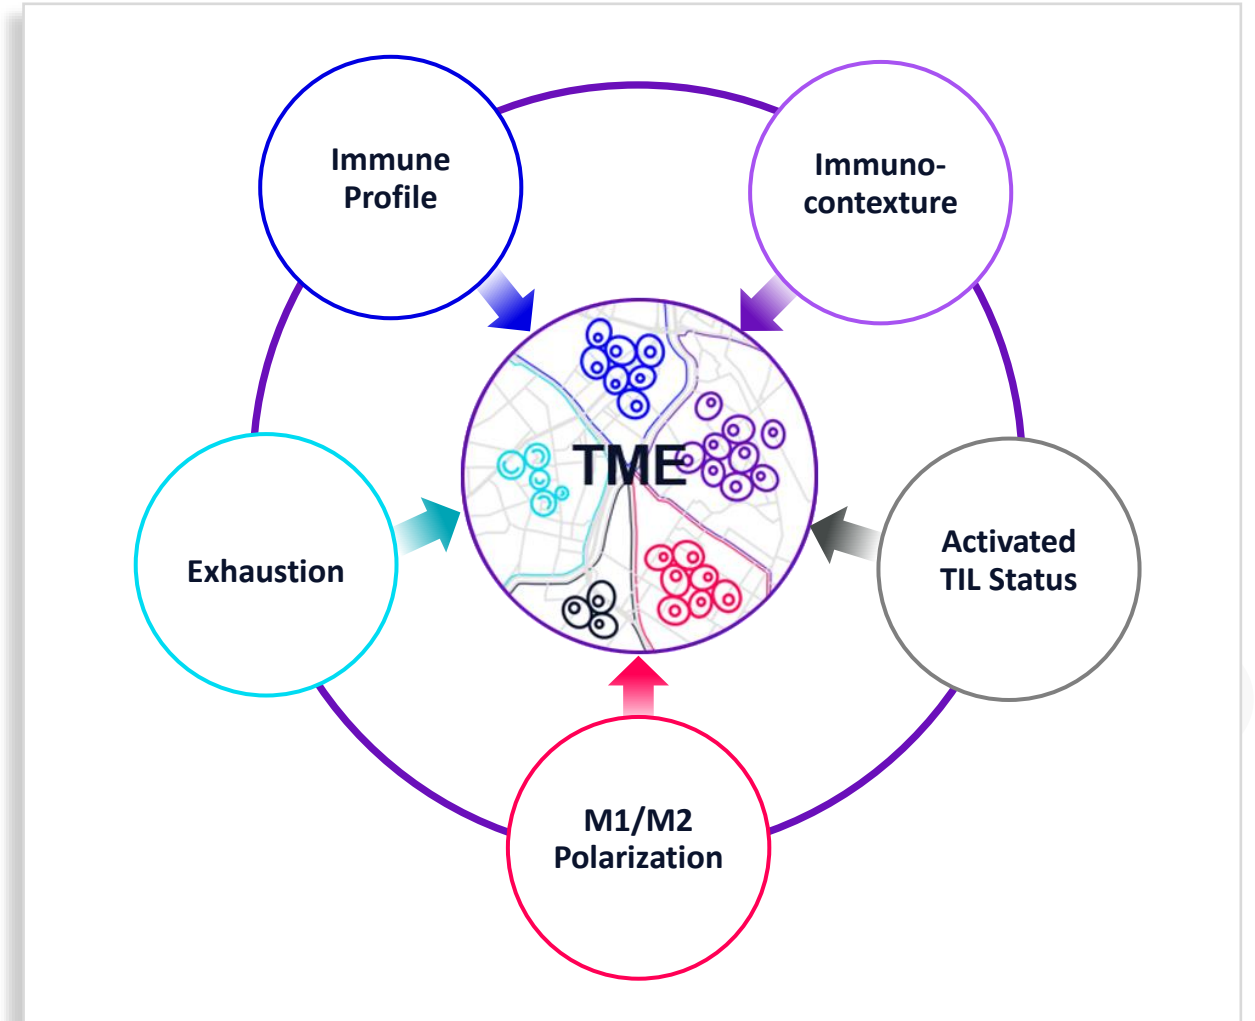 Immune
Profile
Immuno-
contexture
TME
Exhaustion
Activated
TIL Status
M1/M2
Polarization